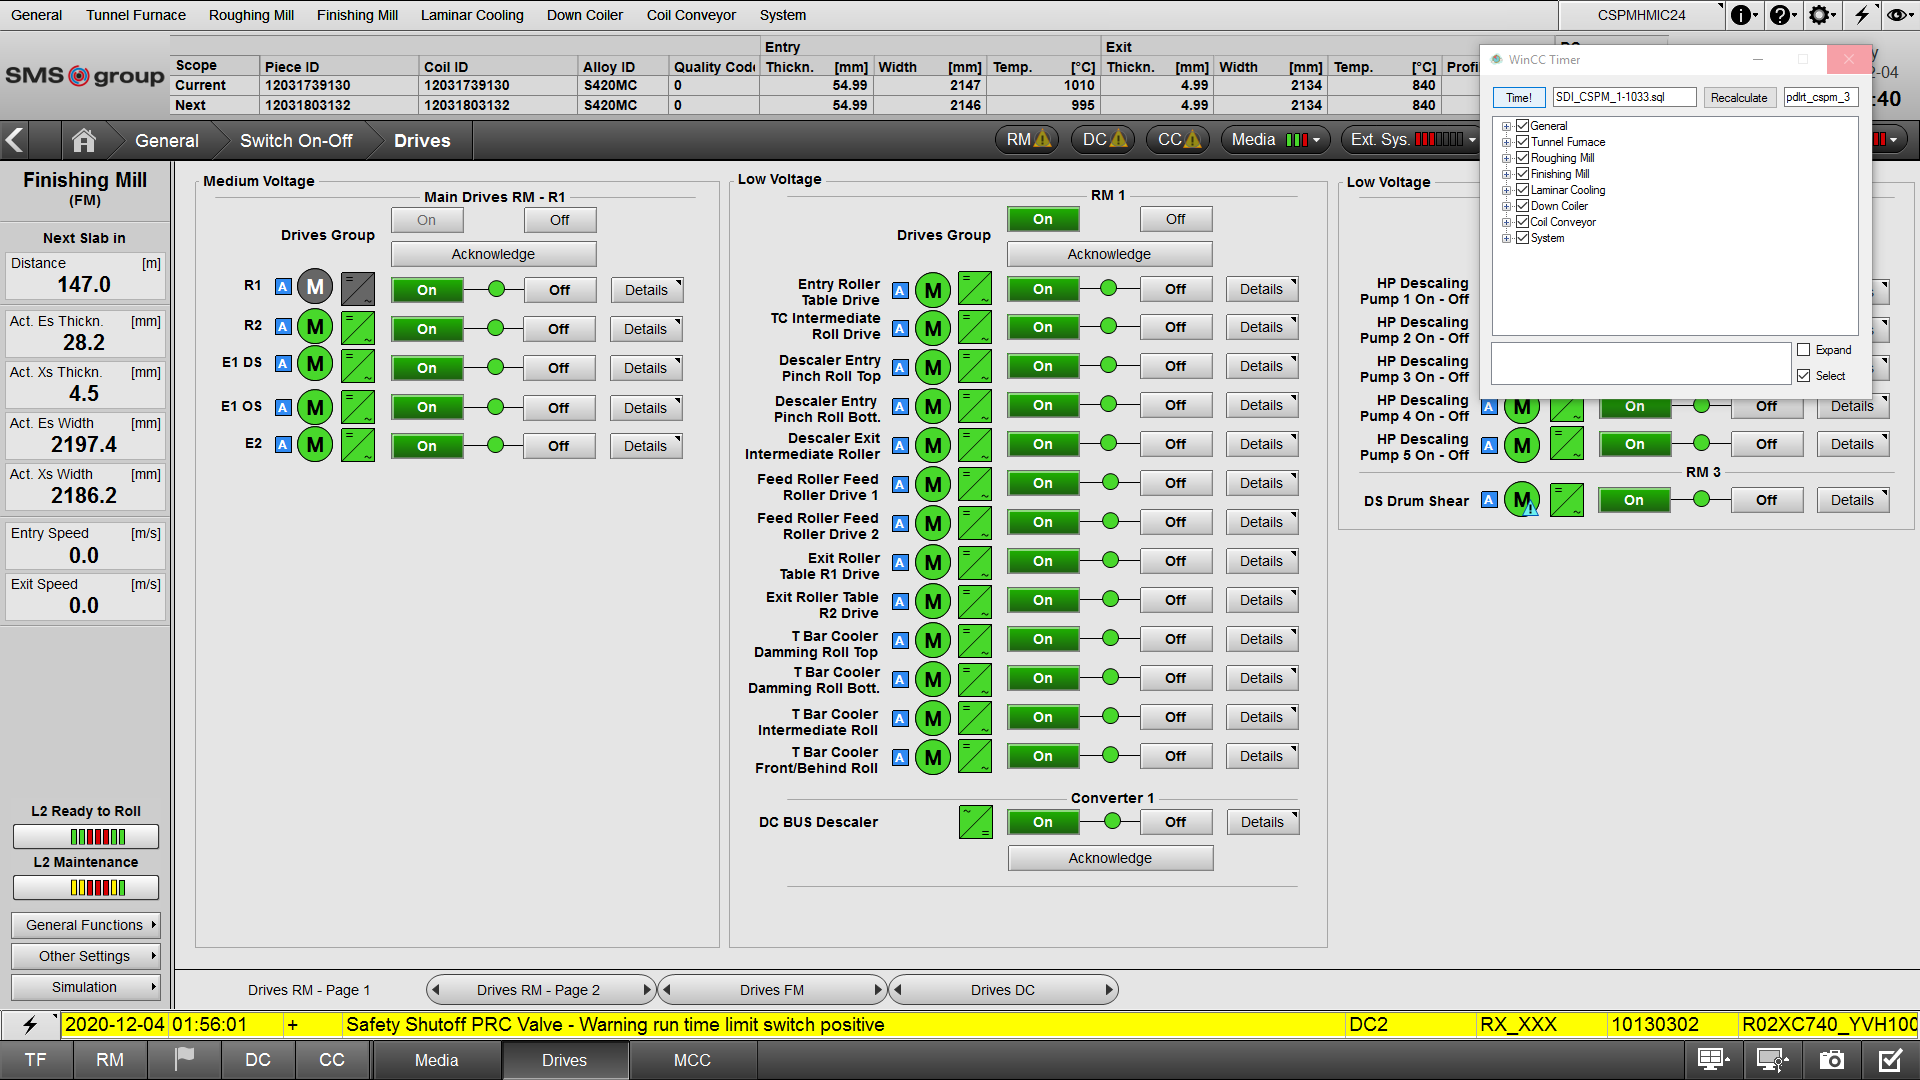 General Tunnel Furnace Roughing Mill Finishing Mill Laminar Cooling Down Coiler Coil Conveyor System CSPMHMIC24
SMS group
Entry Exit
Scope Piece ID Coil ID Alloy ID Quality Code Thickn. [mm] Width [mm] Temp. [°C] Thickn. [mm] Width [mm] Temp. [°C]
Current 12031739130 12031739130 S420MC 0 54.99 2147 1010 4.99 2134 840
Next 12031803132 12031803132 S420MC 0 54.99 2146 995 4.99 2134 840
:40
General Switch On-Off Drives RM DC CC Media Ext. Sys.
WinCC Timer
Time! SDI_CSPM_1-1033.sql Recalculate pdlrt_cspm_3
General
Tunnel Furnace
Roughing Mill
Finishing Mill
Laminar Cooling
Down Coiler
Coil Conveyor
System
Expand
Select
Finishing Mill
(FM)
Next Slab in
Distance [m]
147.0
Act. Es Thickn. [mm]
28.2
Act. Xs Thickn. [mm]
4.5
Act. Es Width [mm]
2197.4
Act. Xs Width [mm]
2186.2
Entry Speed [m/s]
0.0
Exit Speed [m/s]
0.0
L2 Ready to Roll
L2 Maintenance
General Functions
Other Settings
Simulation
Medium Voltage
Main Drives RM - R1
On Off
Drives Group
Acknowledge
R1 A M On Off Details
R2 A M On Off Details
E1 DS A M On Off Details
E1 OS A M On Off Details
E2 A M On Off Details
Low Voltage
RM 1
On Off
Drives Group
Acknowledge
Entry Roller
Table Drive A M On Off Details
TC Intermediate
Roll Drive A M On Off Details
Descaler Entry
Pinch Roll Top A M On Off Details
Descaler Entry
Pinch Roll Bott. A M On Off Details
Descaler Exit
Intermediate Roller A M On Off Details
Feed Roller Feed
Roller Drive 1 A M On Off Details
Feed Roller Feed
Roller Drive 2 A M On Off Details
Exit Roller
Table R1 Drive A M On Off Details
Exit Roller Table
R2 Drive A M On Off Details
T Bar Cooler
Damming Roll Top A M On Off Details
T Bar Cooler
Damming Roll Bott. A M On Off Details
T Bar Cooler
Intermediate Roll A M On Off Details
T Bar Cooler
Front/Behind Roll A M On Off Details
Converter 1
DC BUS Descaler On Off Details
Acknowledge
Low Voltage
HP Descaling
Pump 1 On - Off
HP Descaling
Pump 2 On - Off
HP Descaling
Pump 3 On - Off
HP Descaling
Pump 4 On - Off A M On Off Details
HP Descaling
Pump 5 On - Off A M On Off Details
RM 3
DS Drum Shear A M On Off Details
Drives RM - Page 1 Drives RM - Page 2 Drives FM Drives DC
2020-12-04 01:56:01 + Safety Shutoff PRC Valve - Warning run time limit switch positive DC2 RX_XXX 10130302 R02XC740_YVH100
TF RM DC CC Media Drives MCC